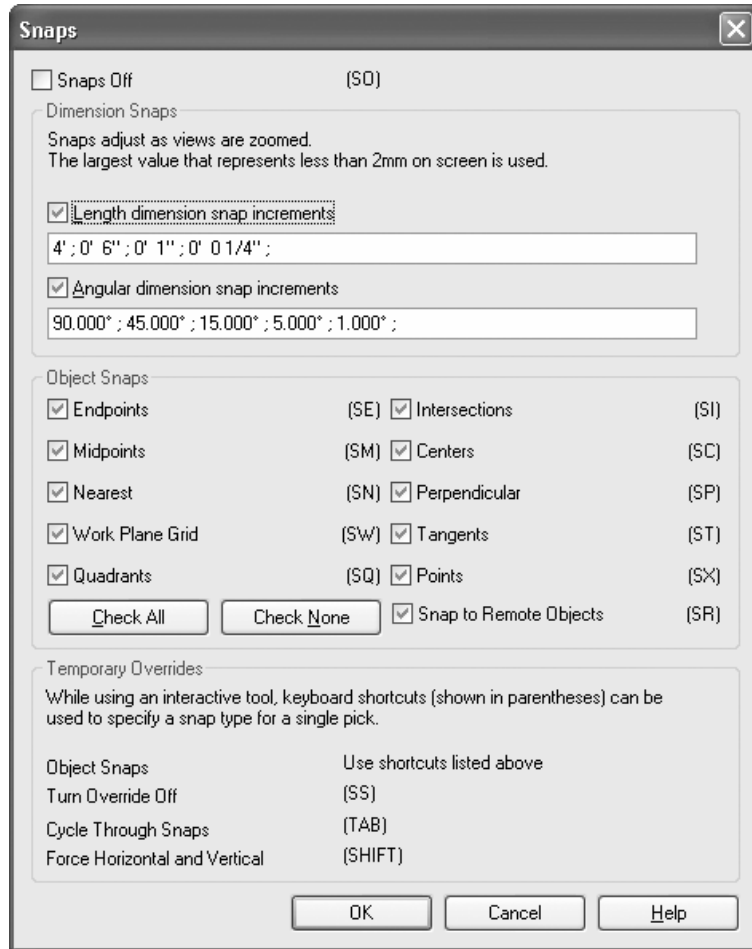 Snaps
Snaps Off (SO)
Dimension Snaps
Snaps adjust as views are zoomed.
The largest value that represents less than 2mm on screen is used.
Length dimension snap increments
4' ; 0' 6" ; 0' 1" ; 0' 0 1/4" ;
Angular dimension snap increments
90.000° ; 45.000° ; 15.000° ; 5.000° ; 1.000° ;
Object Snaps
Endpoints (SE) Intersections (SI)
Midpoints (SM) Centers (SC)
Nearest (SN) Perpendicular (SP)
Work Plane Grid (SW) Tangents (ST)
Quadrants (SQ) Points (SX)
Check All Check None Snap to Remote Objects (SR)
Temporary Overrides
While using an interactive tool, keyboard shortcuts (shown in parentheses) can be
used to specify a snap type for a single pick.
Object Snaps Use shortcuts listed above
Turn Override Off (SS)
Cycle Through Snaps (TAB)
Force Horizontal and Vertical (SHIFT)
OK Cancel Help